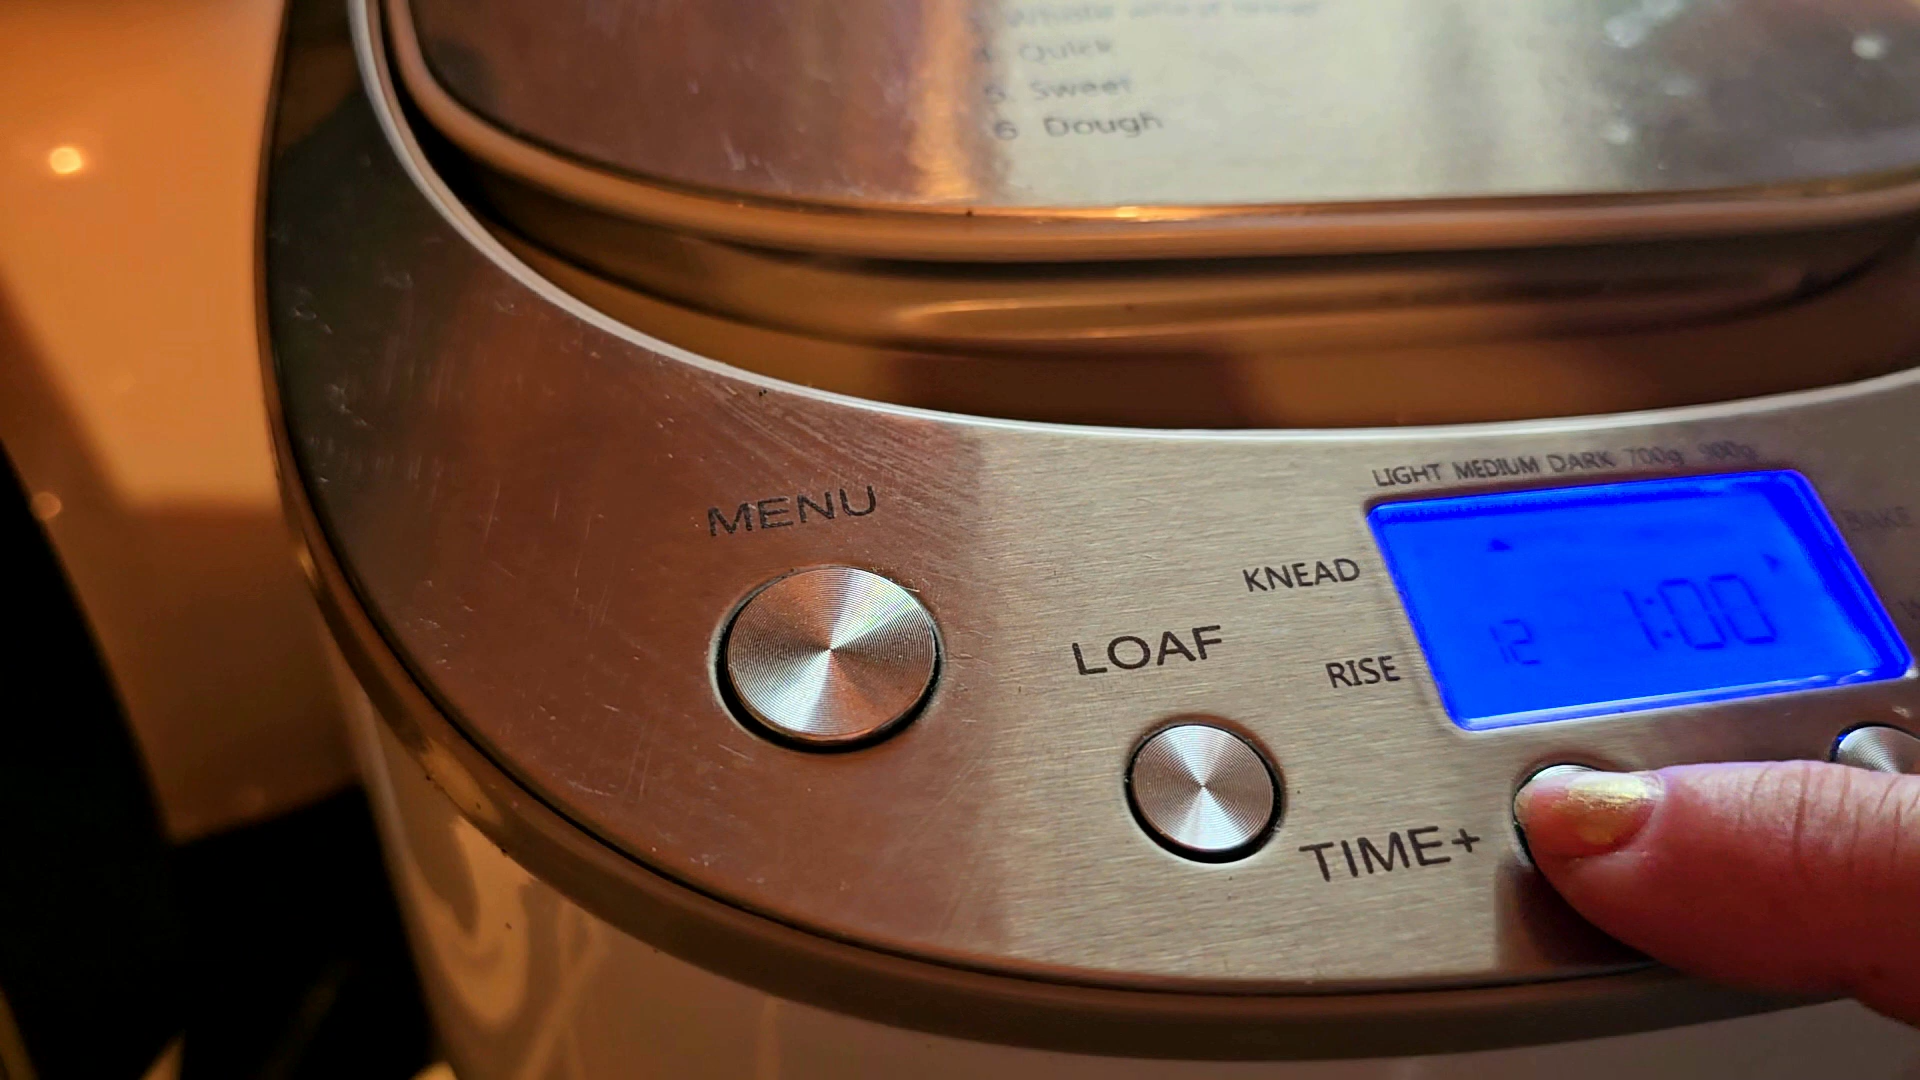 4. Quick
5. Sweet
6 Dough
LIGHT MEDIUM DARK 700g 900g
MENU
KNEAD
BAKE
12 1:00
LOAF
RISE
TIME+